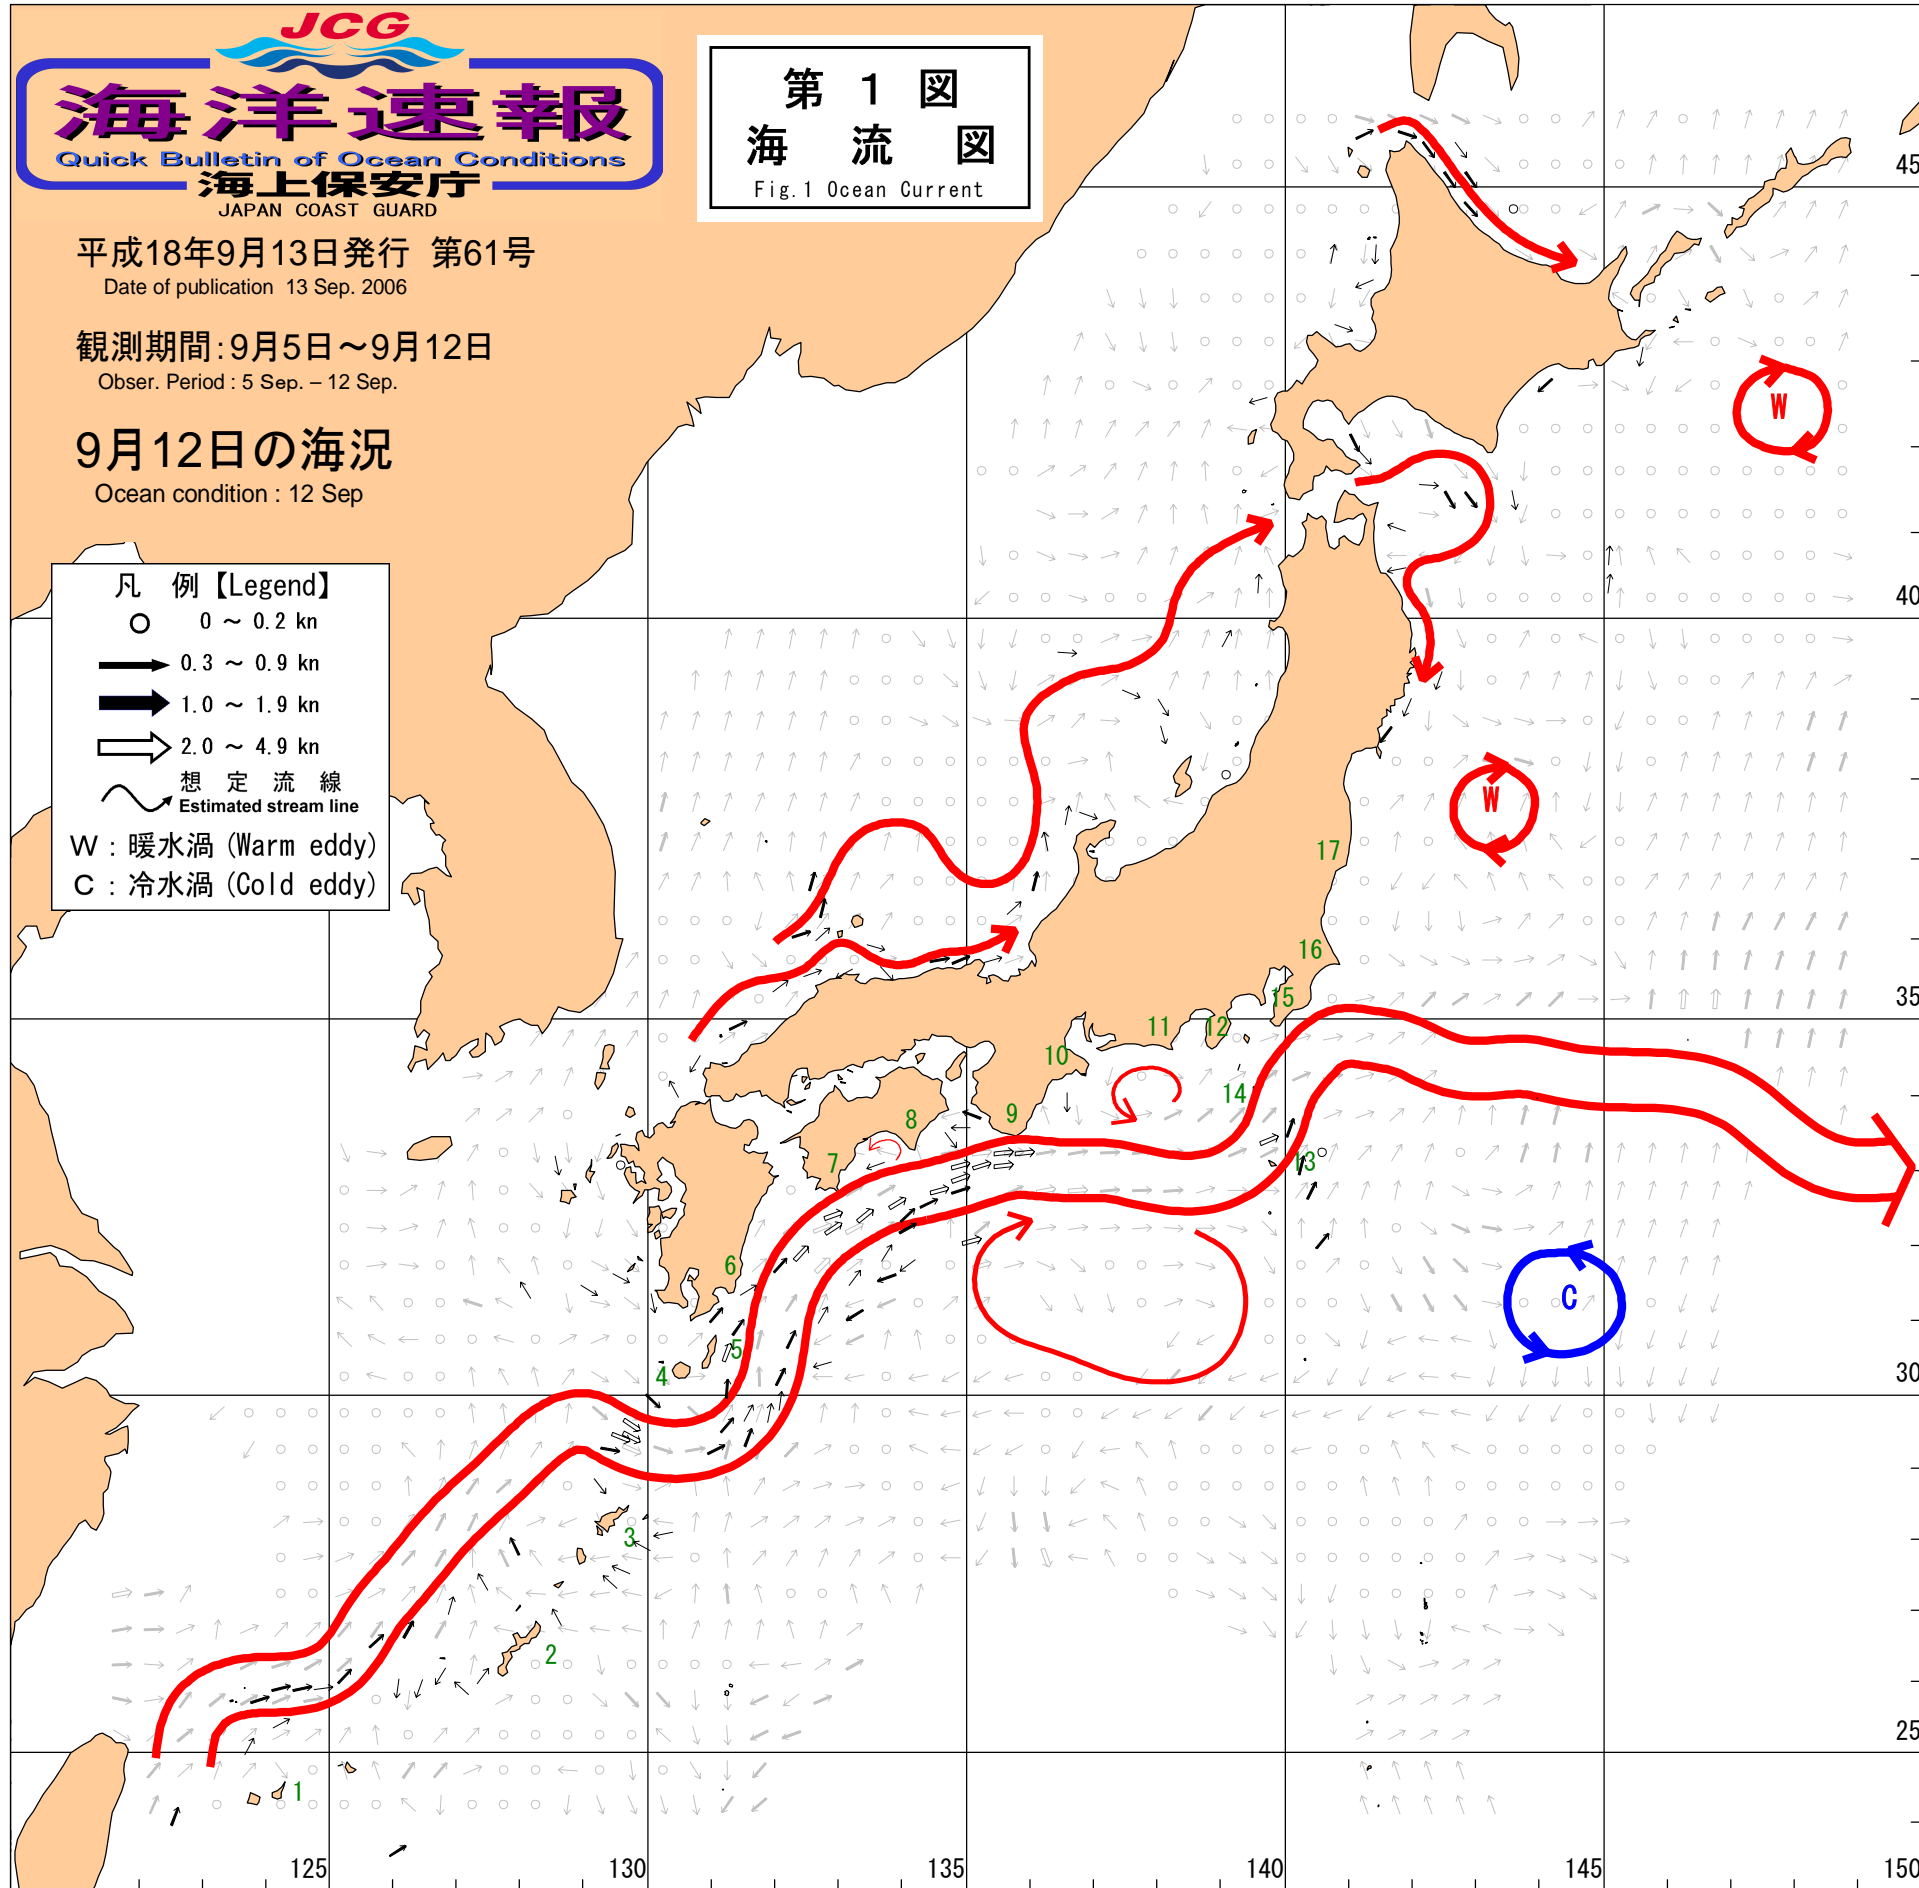 JCG
海洋速報
Quick Bulletin of Ocean Conditions
海上保安庁
JAPAN COAST GUARD
平成18年9月13日発行 第61号
Date of publication 13 Sep. 2006
観測期間:9月5日～9月12日
Obser. Period : 5 Sep. – 12 Sep.
9月12日の海況
Ocean condition : 12 Sep
第 1 図
海 流 図
Fig.1 Ocean Current
凡 例【Legend】
0 ～ 0.2 kn
0.3 ～ 0.9 kn
1.0 ～ 1.9 kn
2.0 ～ 4.9 kn
想 定 流 線
Estimated stream line
W : 暖水渦 (Warm eddy)
C : 冷水渦 (Cold eddy)
45
W
40
W
17
16
35
15
12
11
10
14
9
8
7
13
6
C
5
4
30
3
2
25
1
125
130
135
140
145
150